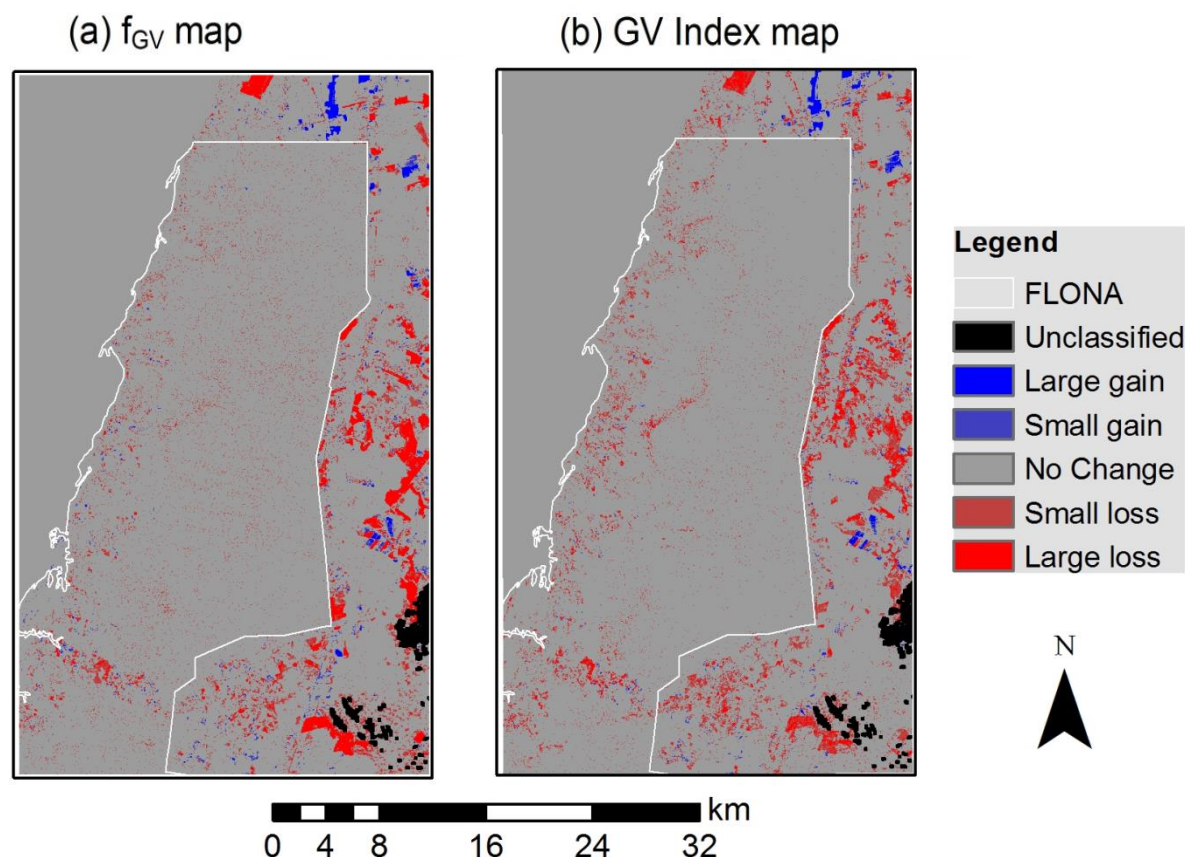 (a) fGV map
(b) GV Index map
Legend
FLONA
Unclassified
Large gain
Small gain
No Change
Small loss
Large loss
N
km
0 4 8 16 24 32